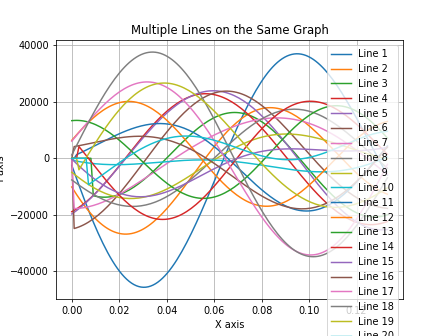 Multiple Lines on the Same Graph
40000
20000
0
−20000
−40000
0.00
0.02
0.04
0.06
0.08
0.10
X axis
Line 1
Line 2
Line 3
Line 4
Line 5
Line 6
Line 7
Line 8
Line 9
Line 10
Line 11
Line 12
Line 13
Line 14
Line 15
Line 16
Line 17
Line 18
Line 19
Line 20